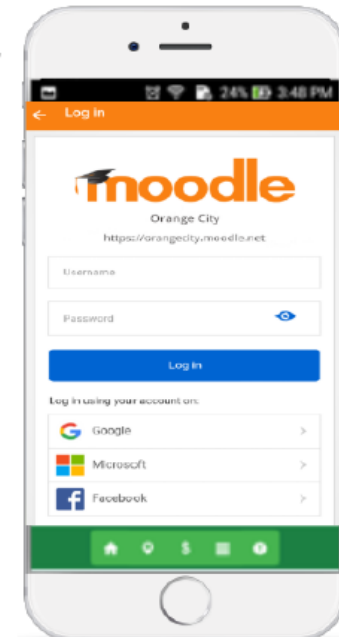 24% 3:48 PM
Log in
moodle
Orange City
https://orangecity.moodle.net
Username
Password
Log in
Log in using your account on:
Google
Microsoft
Facebook
$